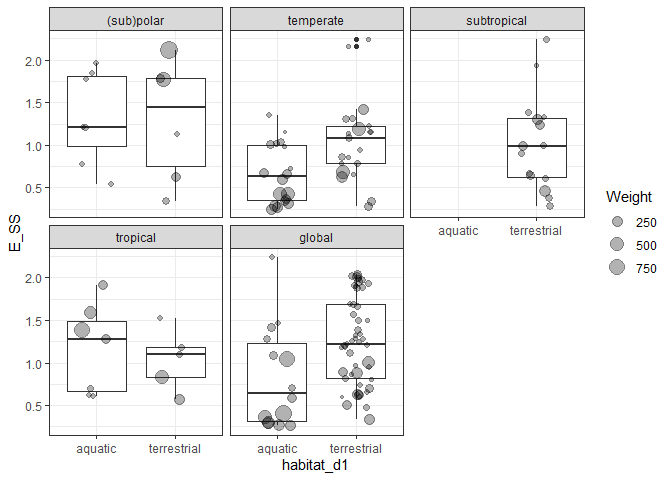 (sub)polar temperate subtropical
2.0
1.5
1.0
0.5
aquatic terrestrial
tropical global
2.0
1.5
1.0
0.5
aquatic terrestrial aquatic terrestrial
E_SS
habitat_d1
Weight
250
500
750